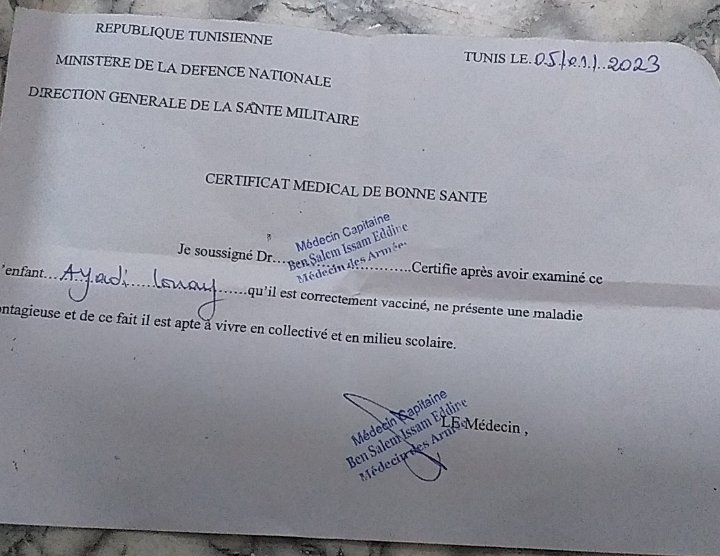 REPUBLIQUE TUNISIENNE
TUNIS LE. 05/01/2023
MINISTERE DE LA DEFENCE NATIONALE
DIRECTION GENERALE DE LA SANTE MILITAIRE
CERTIFICAT MEDICAL DE BONNE SANTE
Médecin Capitaine
Ben Salem Issam Eddine
Médecin des Armée
Je soussigné Dr.....................Certifie après avoir examiné ce
'enfant...Ayadi Louay......qu'il est correctement vacciné, ne présente une maladie
ontagieuse et de ce fait il est apte à vivre en collectivé et en milieu scolaire.
Médecin Capitaine
Ben Salem Issam Eddine
Médecin des Armée
LE Médecin ,